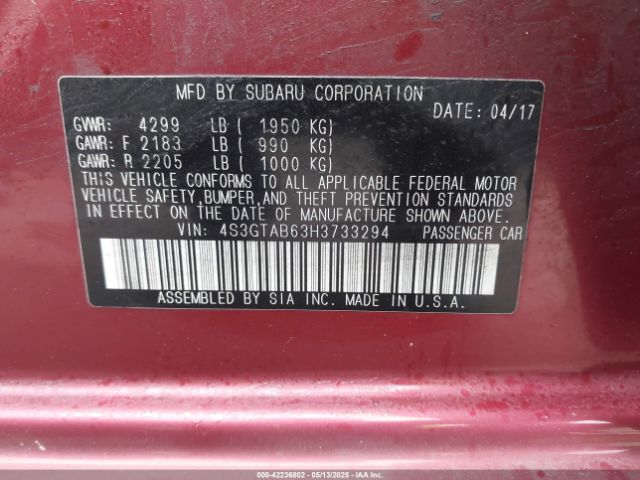 MFD BY SUBARU CORPORATION
DATE: 04/17
GVWR: 4299 LB ( 1950 KG)
GAWR: F 2183 LB ( 990 KG)
GAWR: R 2205 LB ( 1000 KG)
THIS VEHICLE CONFORMS TO ALL APPLICABLE FEDERAL MOTOR
VEHICLE SAFETY, BUMPER, AND THEFT PREVENTION STANDARDS
IN EFFECT ON THE DATE OF MANUFACTURE SHOWN ABOVE.
VIN: 4S3GTAB63H3733294 PASSENGER CAR
ASSEMBLED BY SIA INC. MADE IN U.S.A.
000-42236802 - 05/13/2025 - IAAI.COM